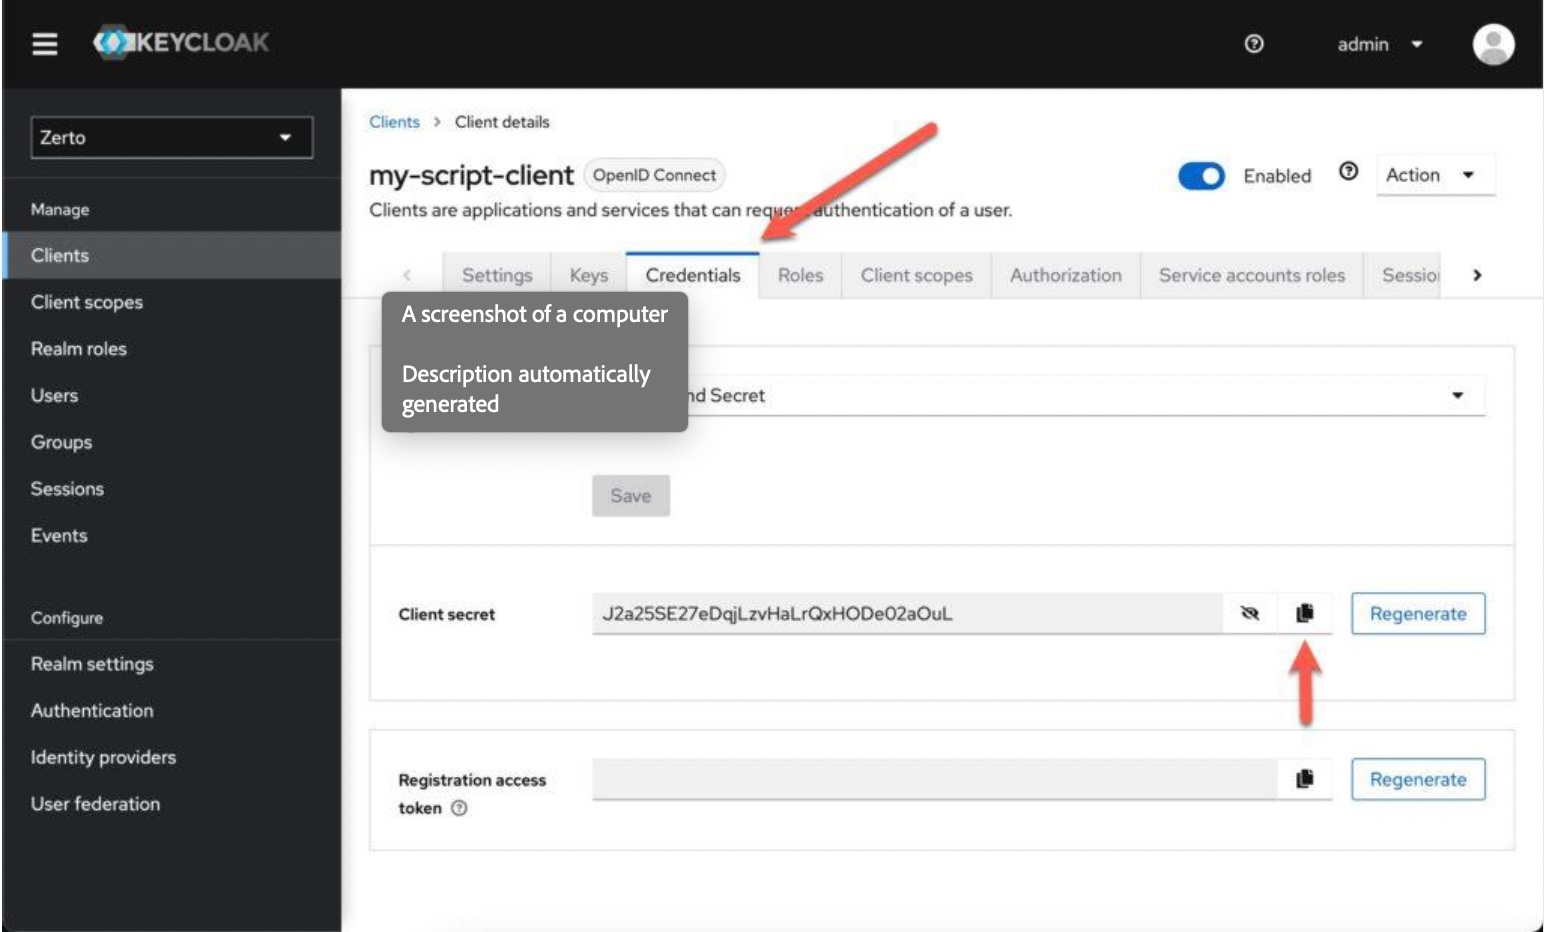 KEYCLOAK
admin
Zerto
Manage
Clients
Client scopes
Realm roles
Users
Groups
Sessions
Events
Configure
Realm settings
Authentication
Identity providers
User federation
Clients > Client details
my-script-client OpenID Connect
Enabled
Action
Clients are applications and services that can reque authentication of a user.
Settings Keys Credentials Roles Client scopes Authorization Service accounts roles Sessio
A screenshot of a computer
Description automatically
generated
nd Secret
Save
Client secret J2a25SE27eDqjLzvHaLrQxHODe02aOuL Regenerate
Registration access
token
Regenerate